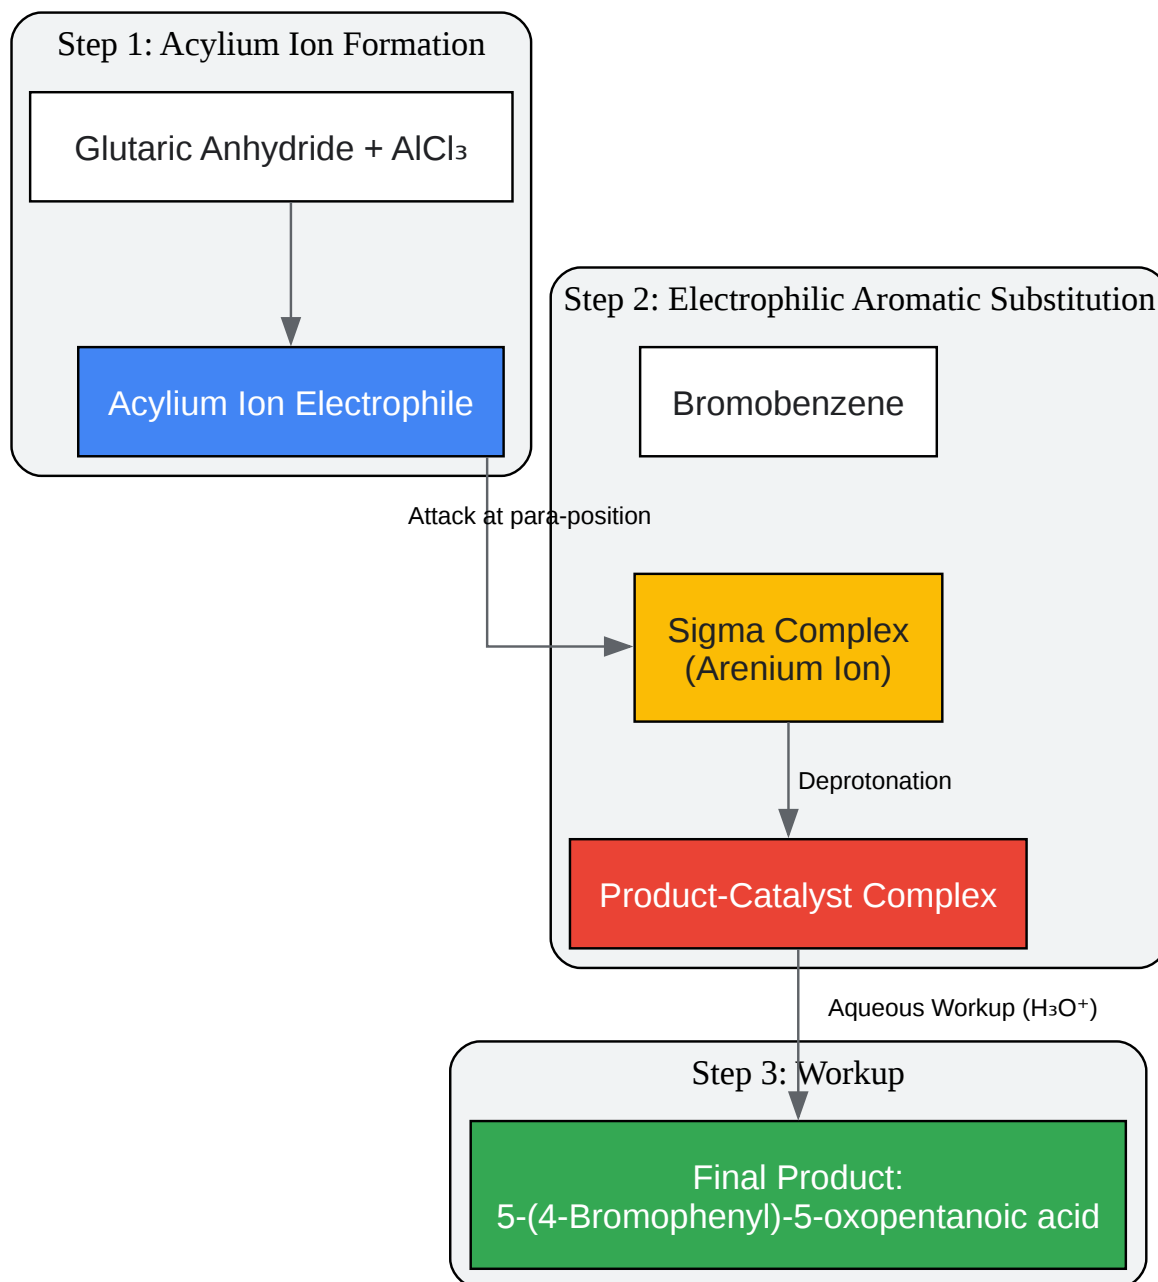 Step 1: Acylium Ion Formation
Glutaric Anhydride + AlCl₃
Acylium Ion Electrophile
Step 2: Electrophilic Aromatic Substitution
Bromobenzene
Attack at para-position
Sigma Complex
(Arenium Ion)
Deprotonation
Product-Catalyst Complex
Aqueous Workup (H₃O⁺)
Step 3: Workup
Final Product:
5-(4-Bromophenyl)-5-oxopentanoic acid